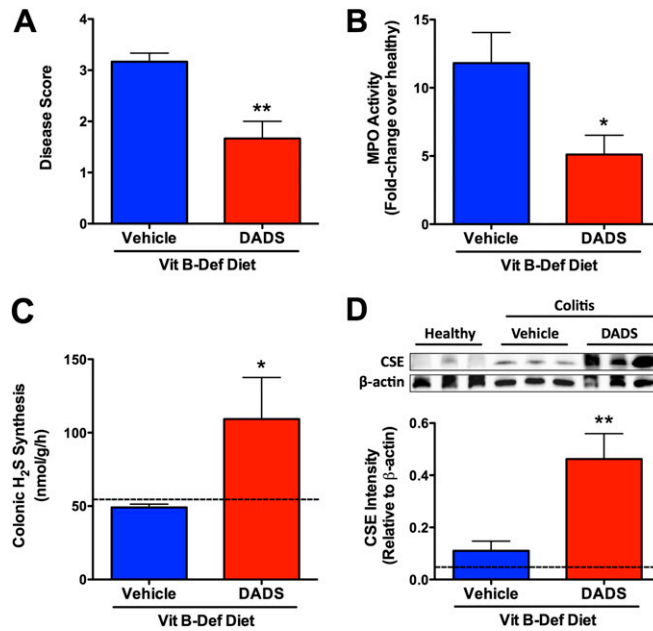 A
Disease Score
4
3
2
1
0
**
Vehicle DADS
Vit B-Def Diet
B
MPO Activity
(Fold-change over healthy)
15
10
5
0
*
Vehicle DADS
Vit B-Def Diet
C
Colonic H₂S Synthesis
(nmol/g/h)
150
100
50
0
*
Vehicle DADS
Vit B-Def Diet
D
Colitis
Healthy Vehicle DADS
CSE
β-actin
CSE Intensity
(Relative to β-actin)
0.6
0.4
0.2
0.0
**
Vehicle DADS
Vit B-Def Diet